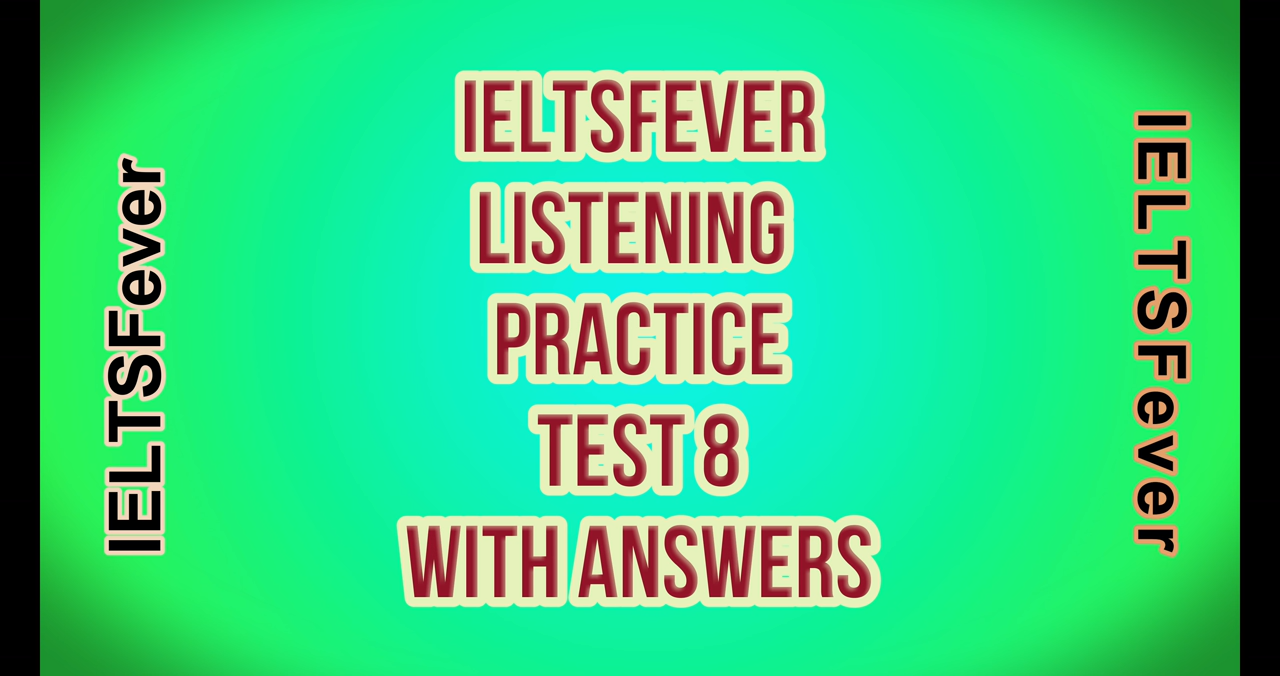 IELTSFever
IELTSFEVER
LISTENING
PRACTICE
TEST 8
WITH ANSWERS
IELTSFever